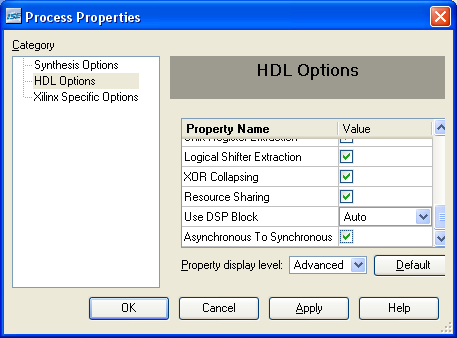 ISE Process Properties
Category
Synthesis Options
HDL Options
Xilinx Specific Options
HDL Options
Property Name Value
Logical Shifter Extraction
XOR Collapsing
Resource Sharing
Use DSP Block Auto
Asynchronous To Synchronous
Property display level: Advanced Default
OK Cancel Apply Help